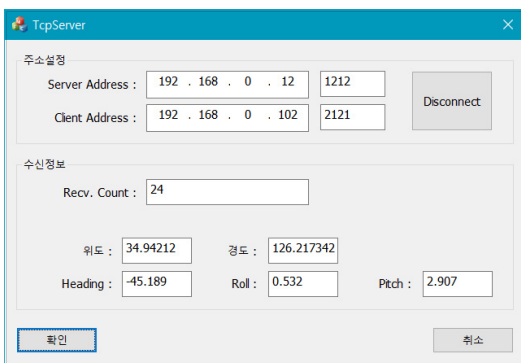 TcpServer
주소설정
Server Address : 192 . 168 . 0 . 12 1212
Client Address : 192 . 168 . 0 . 102 2121
Disconnect
수신정보
Recv. Count : 24
위도 : 34.94212 경도 : 126.217342
Heading : -45.189 Roll : 0.532 Pitch : 2.907
확인 취소